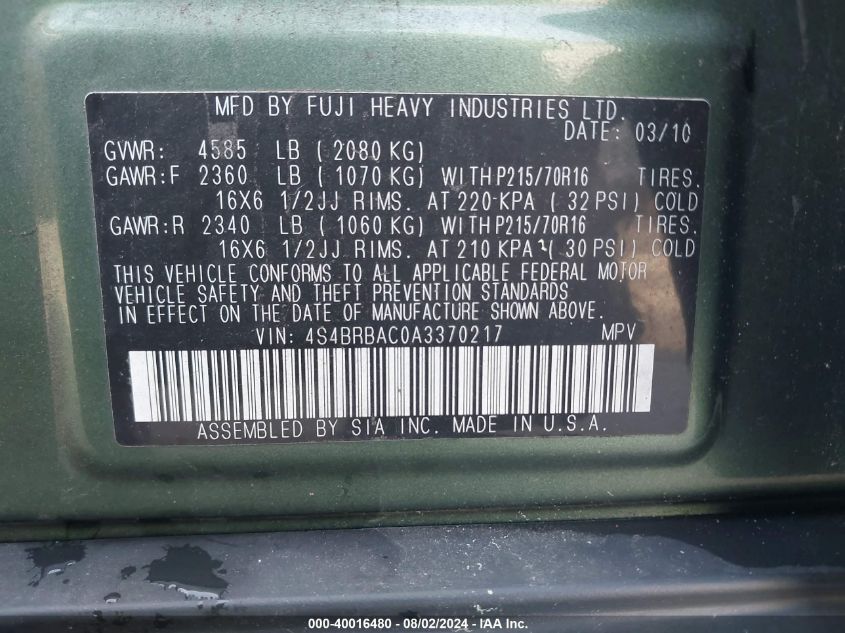 MFD BY FUJI HEAVY INDUSTRIES LTD.
DATE: 03/10
GVWR: 4585 LB (2080 KG)
GAWR:F 2360 LB (1070 KG) WITH P215/70R16 TIRES.
16X6 1/2JJ RIMS. AT 220 KPA (32 PSI) COLD
GAWR:R 2340 LB (1060 KG) WITH P215/70R16 TIRES.
16X6 1/2JJ RIMS. AT 210 KPA (30 PSI) COLD
THIS VEHICLE CONFORMS TO ALL APPLICABLE FEDERAL MOTOR
VEHICLE SAFETY AND THEFT PREVENTION STANDARDS
IN EFFECT ON THE DATE OF MANUFACTURE SHOWN ABOVE.
VIN: 4S4BRBAC0A3370217 MPV
ASSEMBLED BY SIA INC. MADE IN U.S.A.
000-40016480 - 08/02/2024 - IAA Inc.